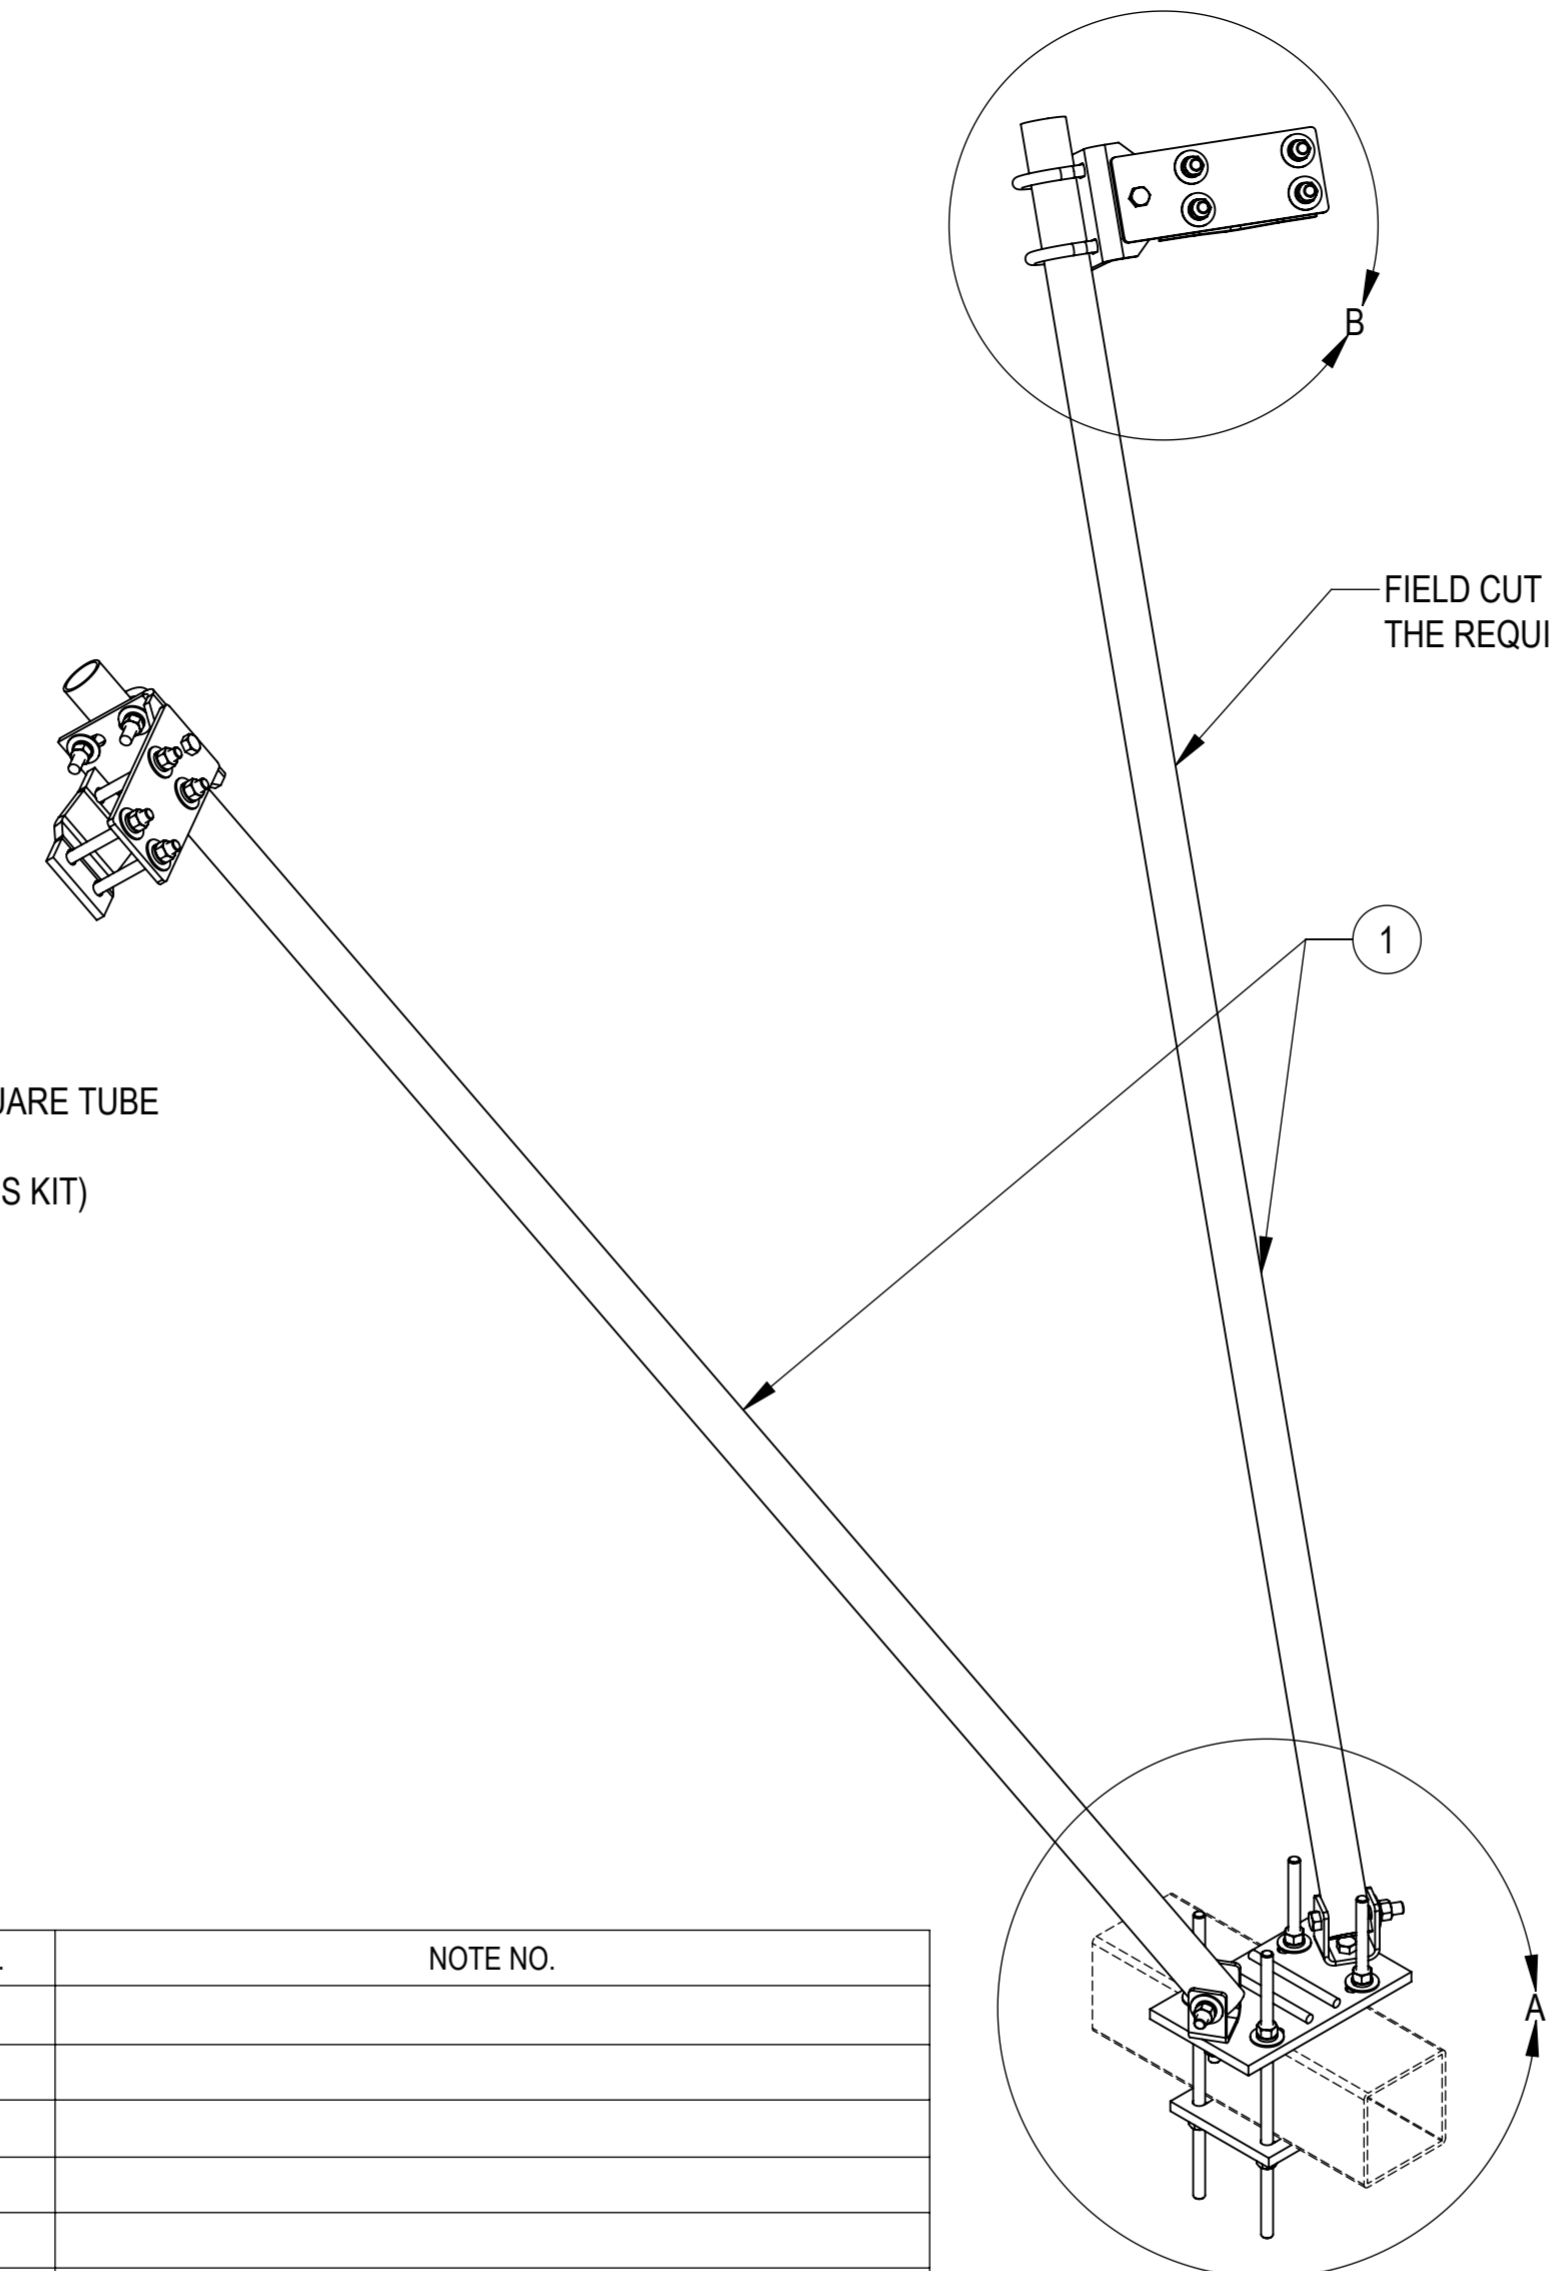 B
FIELD CUT
THE REQUI
1
UARE TUBE
S KIT)
NOTE NO.
A